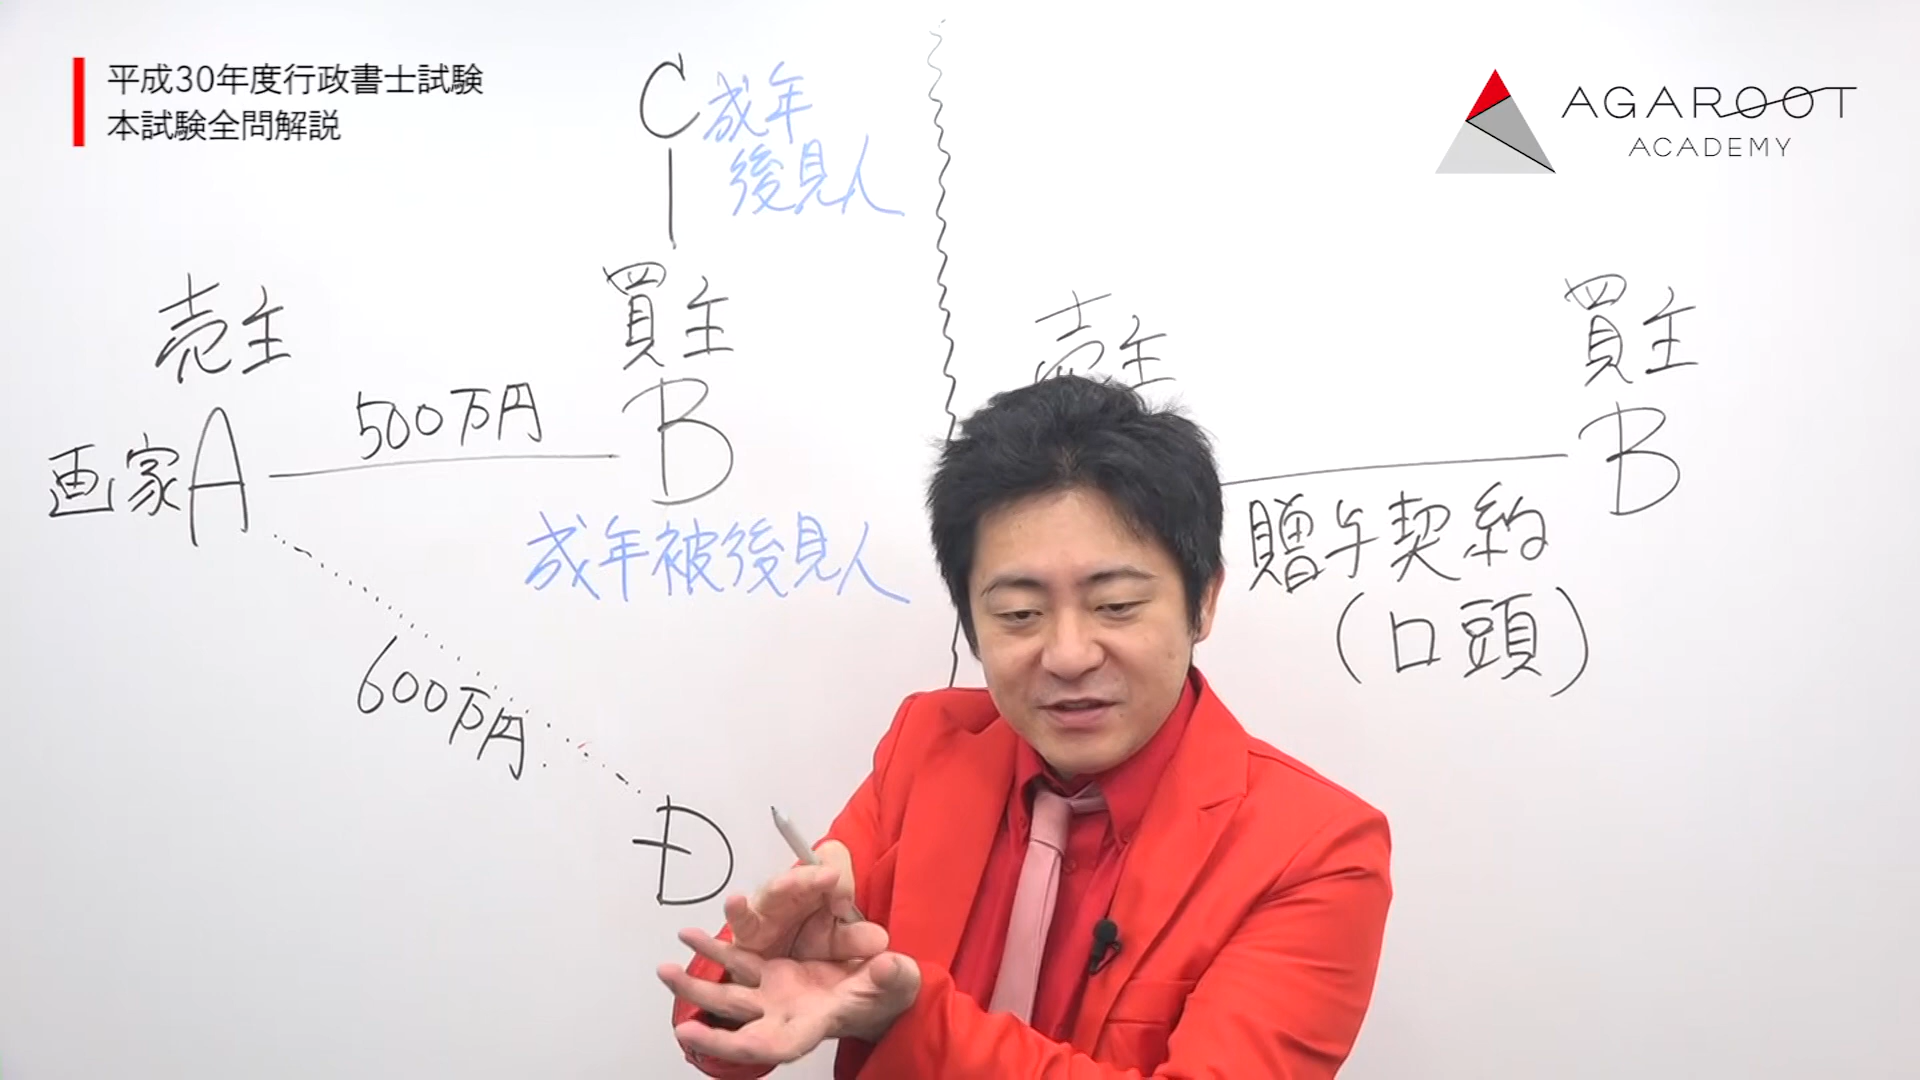 平成30年度行政書士試験
本試験全問解説
AGAROOT
ACADEMY
C 成年
後見人
売主
買主
画家A
500万円
B
成年被後見人
600万円
D
売主
買主
B
贈与契約
(口頭)